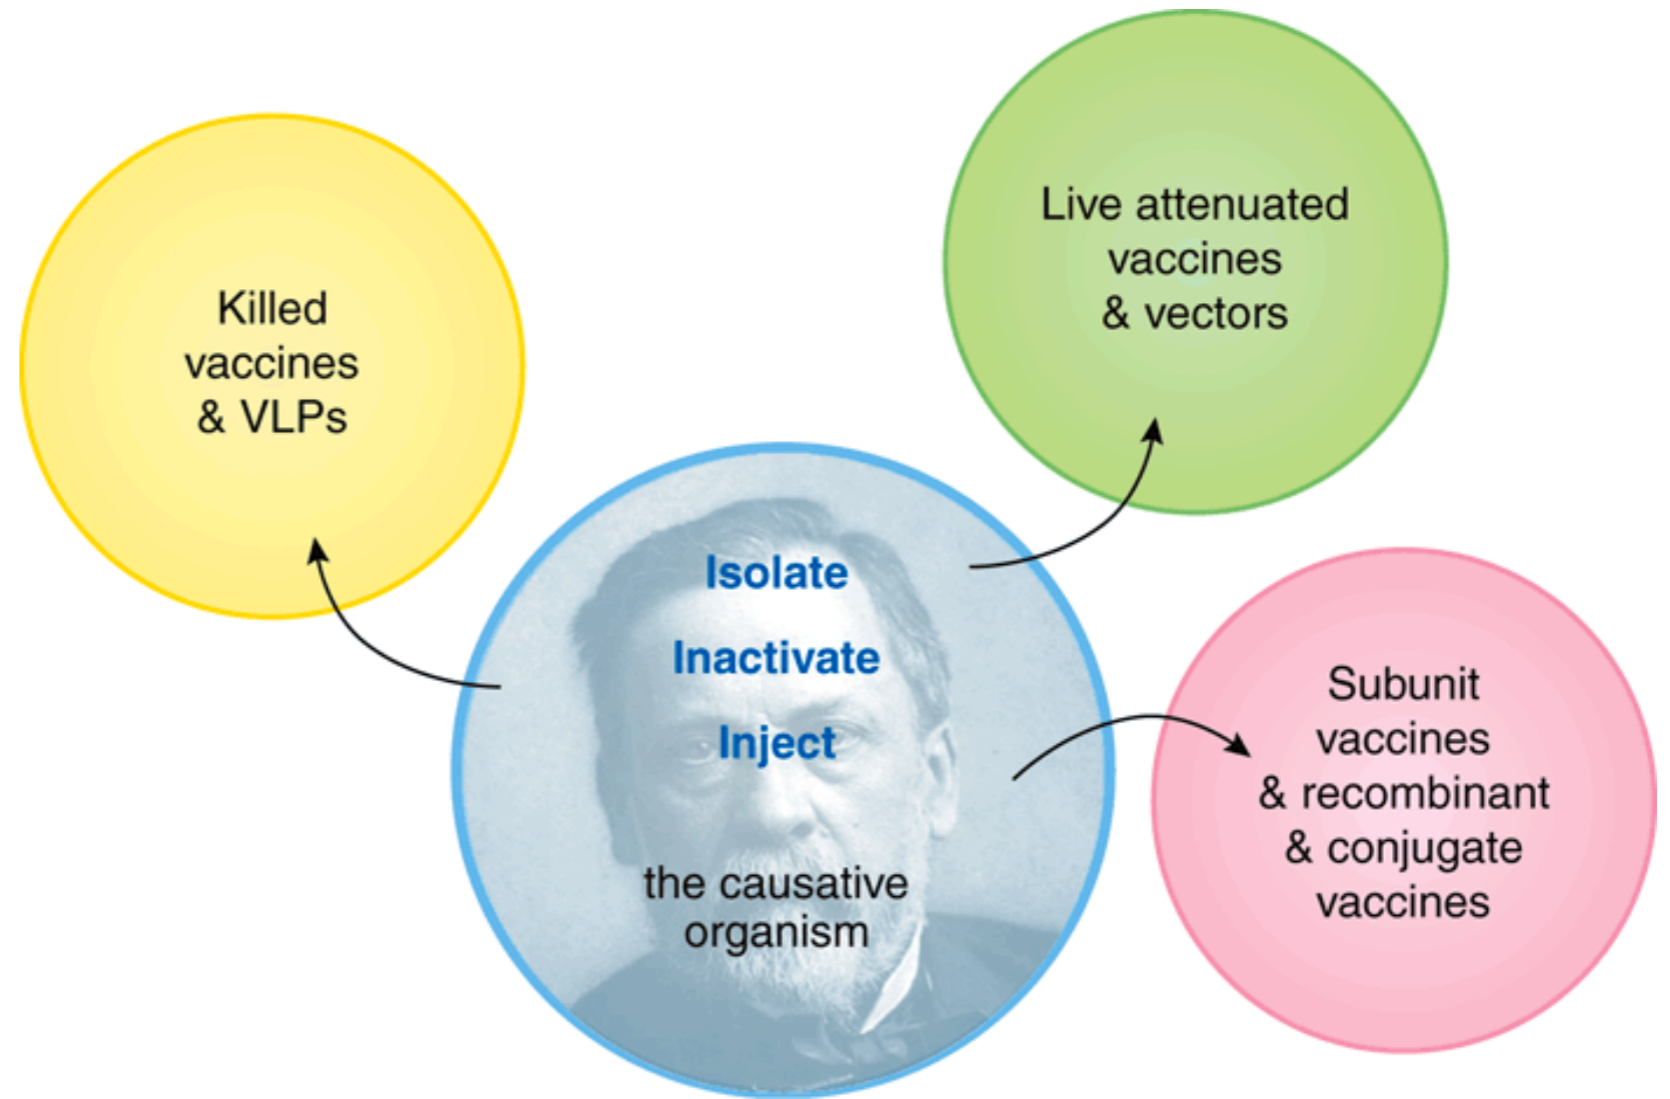 Killed
vaccines
& VLPs
Live attenuated
vaccines
& vectors
Isolate
Inactivate
Inject
the causative
organism
Subunit
vaccines
& recombinant
& conjugate
vaccines